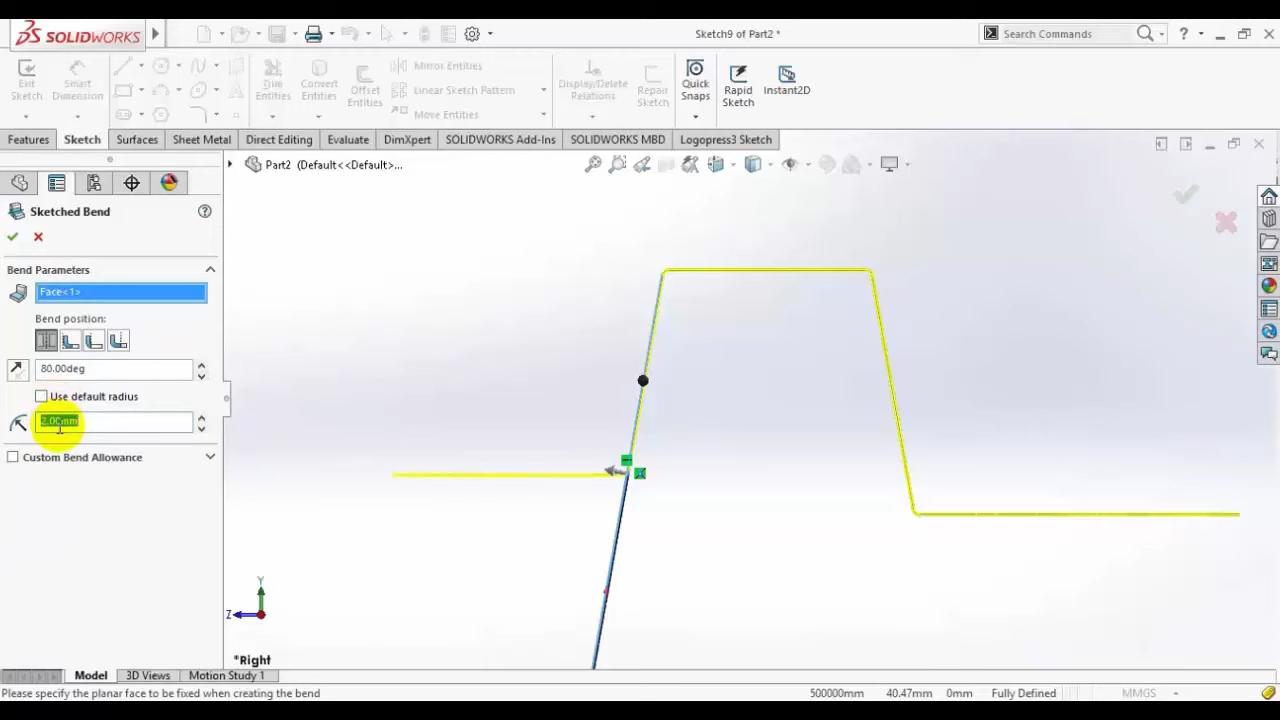 SOLIDWORKS
Sketch9 of Part2 *
Search Commands
?
Exit Sketch
Smart Dimension
Trim Entities
Convert Entities
Offset Entities
Mirror Entities
Linear Sketch Pattern
Move Entities
Display/Delete Relations
Repair Sketch
Quick Snaps
Rapid Sketch
Instant2D
Features
Sketch
Surfaces
Sheet Metal
Direct Editing
Evaluate
DimXpert
SOLIDWORKS Add-Ins
SOLIDWORKS MBD
Logopress3 Sketch
Part2 (Default<<Default>...
Sketched Bend
?
Bend Parameters
Face<1>
Bend position:
80.00deg
Use default radius
2.00mm
Custom Bend Allowance
Y
Z
*Right
Model
3D Views
Motion Study 1
Please specify the planar face to be fixed when creating the bend
500000mm
40.47mm
0mm
Fully Defined
MMGS